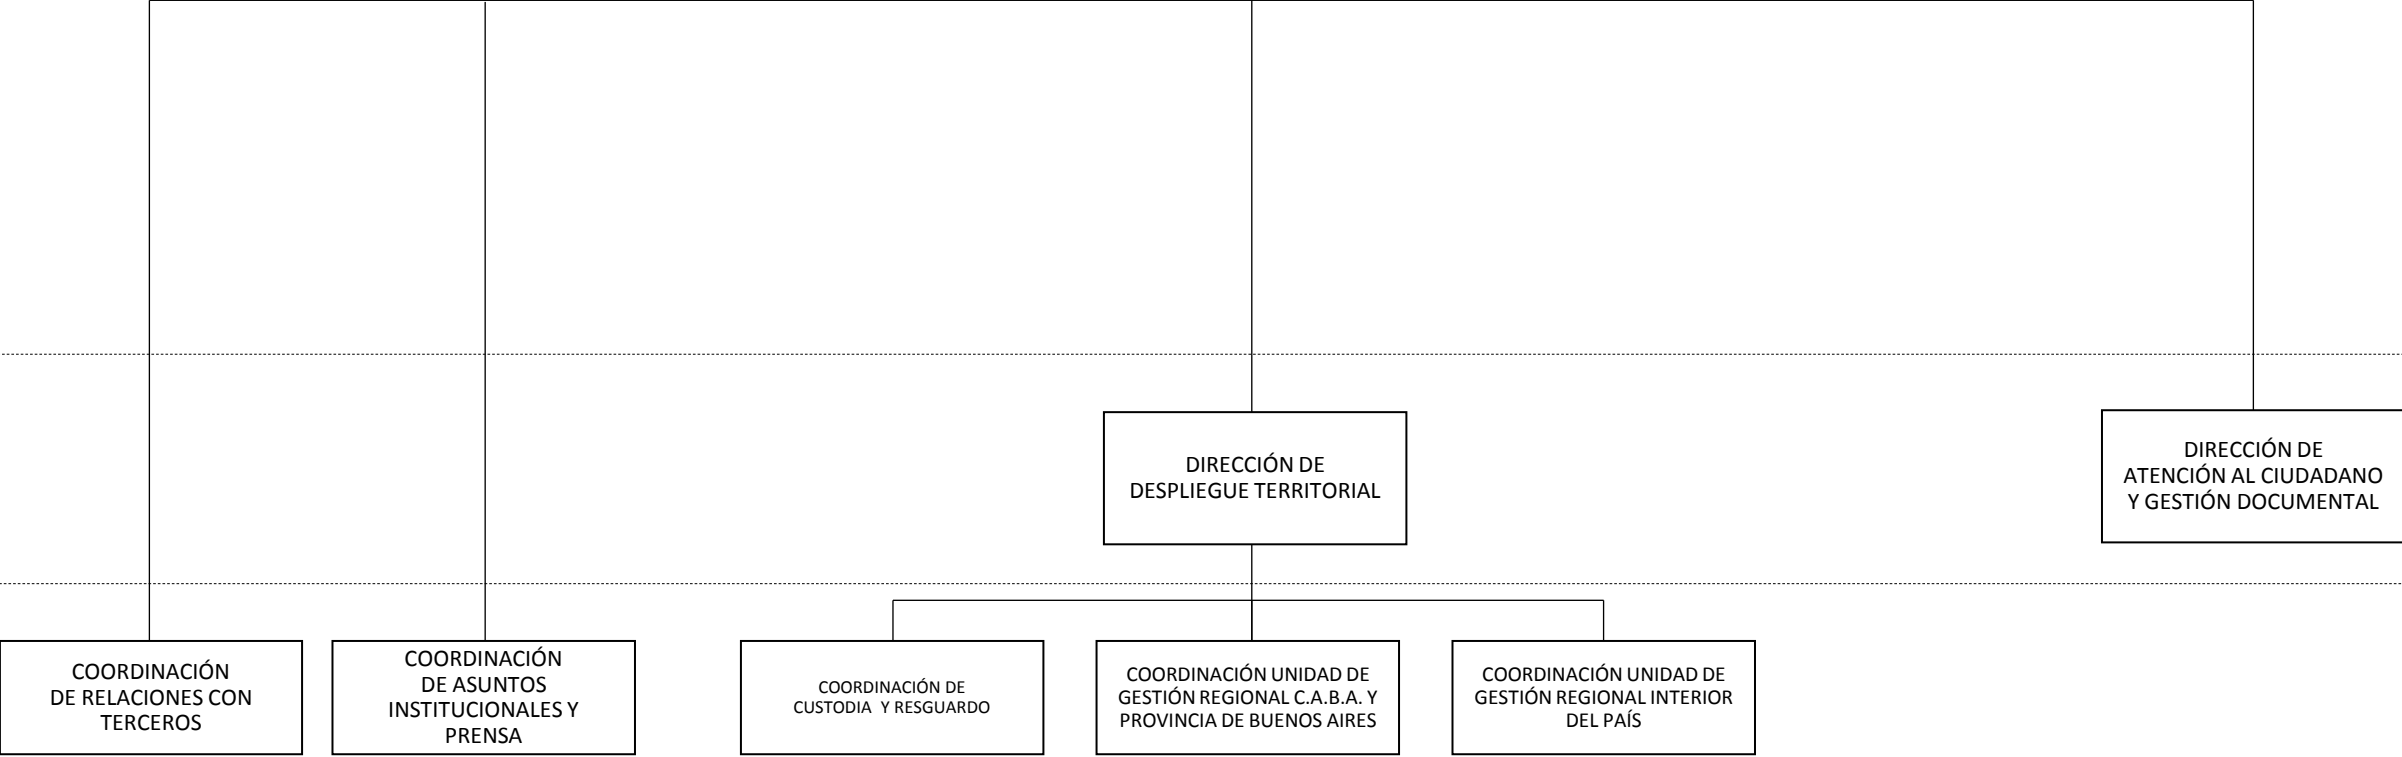 DIRECCIÓN DE
DESPLIEGUE TERRITORIAL
DIRECCIÓN DE
ATENCIÓN AL CIUDADANO
Y GESTIÓN DOCUMENTAL
COORDINACIÓN
DE RELACIONES CON
TERCEROS
COORDINACIÓN
DE ASUNTOS
INSTITUCIONALES Y
PRENSA
COORDINACIÓN DE
CUSTODIA  Y RESGUARDO
COORDINACIÓN UNIDAD DE
GESTIÓN REGIONAL C.A.B.A. Y
PROVINCIA DE BUENOS AIRES
COORDINACIÓN UNIDAD DE
GESTIÓN REGIONAL INTERIOR
DEL PAÍS